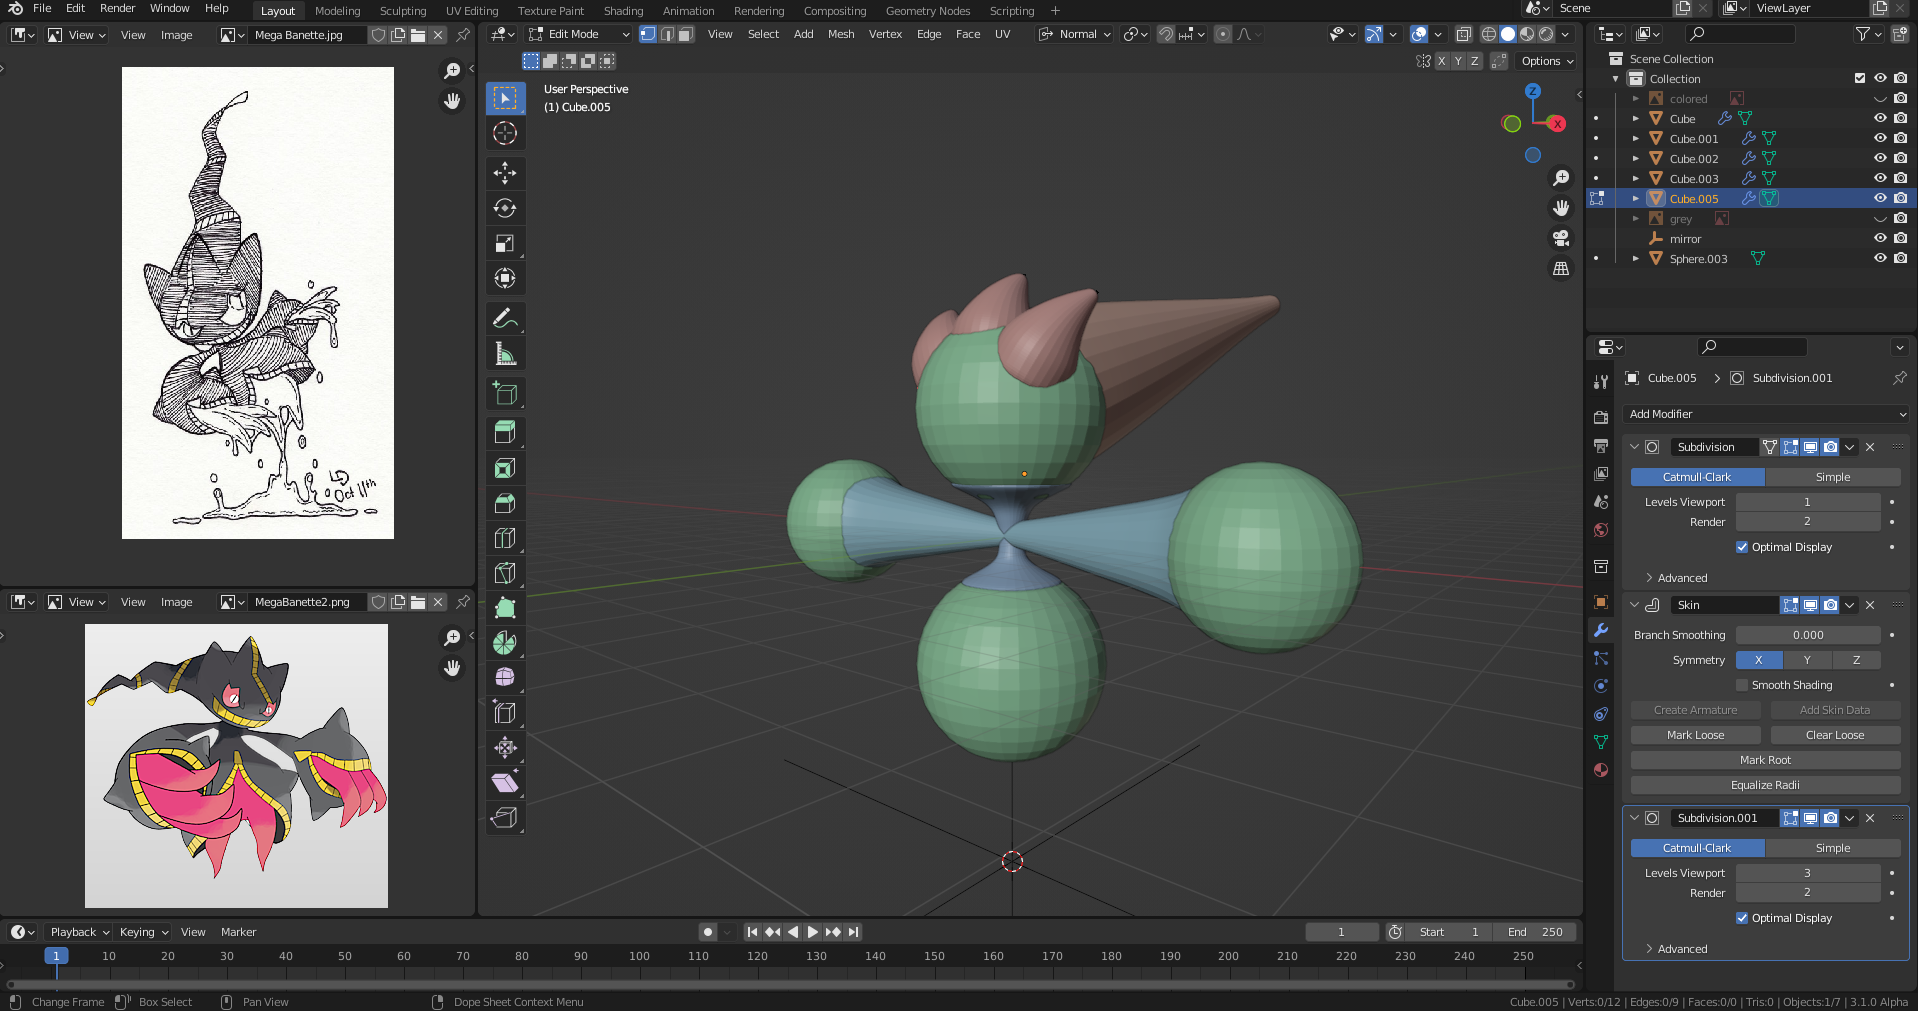 File Edit Render Window Help Layout Modeling Sculpting UV Editing Texture Paint Shading Animation Rendering Compositing Geometry Nodes Scripting + Scene ViewLayer
View View Image Mega Banette.jpg
Edit Mode View Select Add Mesh Vertex Edge Face UV Normal
X Y Z Options
User Perspective
(1) Cube.005
Z
X
Oct 11th
View View Image MegaBanette2.png
Scene Collection
Collection
colored
Cube
Cube.001
Cube.002
Cube.003
Cube.005
grey
mirror
Sphere.003
Cube.005 > Subdivision.001
Add Modifier
Subdivision
Catmull-Clark Simple
Levels Viewport 1
Render 2
Optimal Display
Advanced
Skin
Branch Smoothing 0.000
Symmetry X Y Z
Smooth Shading
Create Armature Add Skin Data
Mark Loose Clear Loose
Mark Root
Equalize Radii
Subdivision.001
Catmull-Clark Simple
Levels Viewport 3
Render 2
Optimal Display
Advanced
Playback Keying View Marker 1 Start 1 End 250
1 10 20 30 40 50 60 70 80 90 100 110 120 130 140 150 160 170 180 190 200 210 220 230 240 250
Change Frame Box Select Pan View Dope Sheet Context Menu Cube.005 | Verts:0/12 | Edges:0/9 | Faces:0/0 | Tris:0 | Objects:1/7 | 3.1.0 Alpha